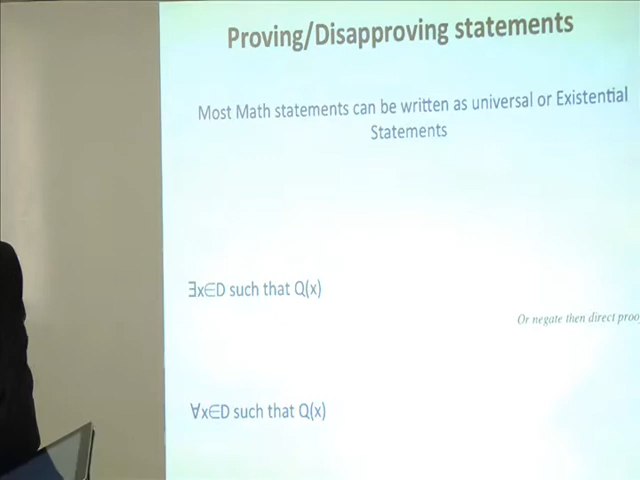 Proving/Disapproving statements
Most Math statements can be written as universal or Existential
Statements
∃x∈D such that Q(x)
Or negate then direct
∀x∈D such that Q(x)